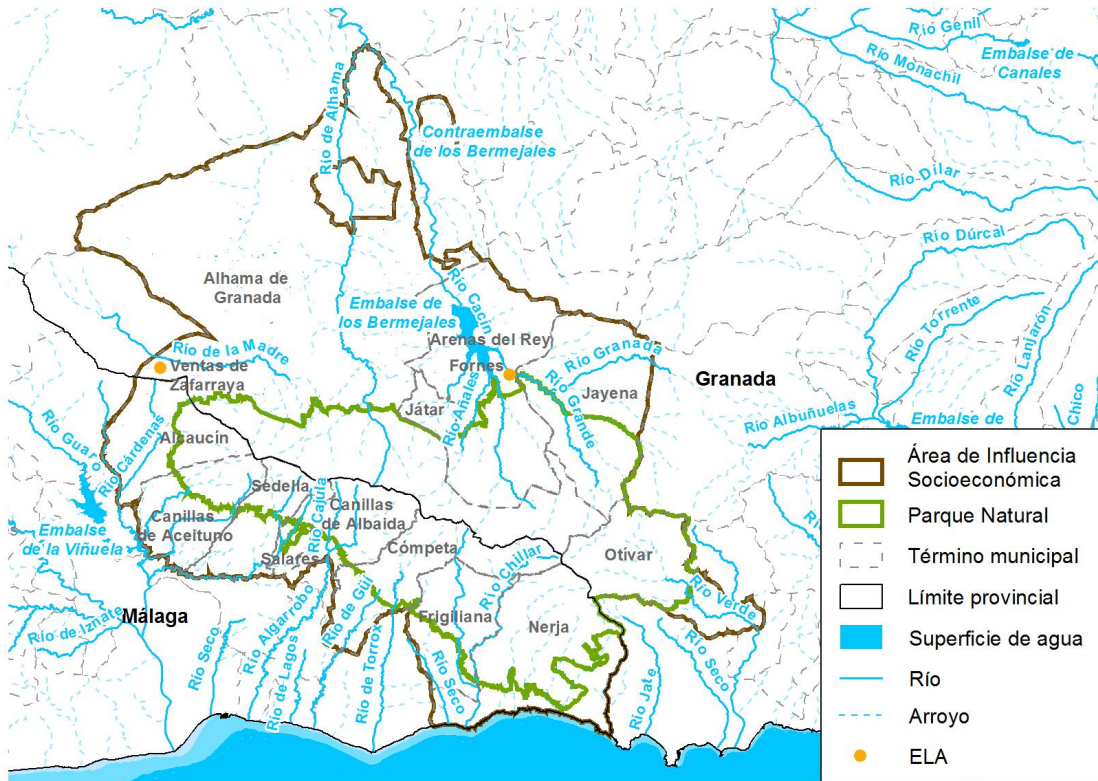 Río Genil
Río Monachil
Embalse de
Canales
Río de Alhama
Contraembalse
de los Bermejales
Río Dílar
Río Dúrcal
Alhama de
Granada
Río Cacín
Embalse de
los Bermejales
Río Torrente
Río Lanjarón
Arenas del Rey
Río de la Madre
Ventas de
Zafarraya
Fornes
Río Granada
Granada
Jayena
Río Grande
Río Añales
Játar
Río Albuñuelas
Embalse de
Chico
Río Guaro
Río Cárdenas
Alcaucín
Sedella
Río Cájula
Canillas
de Albaida
Canillas
de Aceituno
Embalse
de la Viñuela
Salares
Cómpeta
Río Chillar
Otívar
Río Verde
Málaga
Río de Iznate
Río Seco
Río Algarrobo
Río de Lagos
Río de Güi
Río de Torrox
Frigiliana
Río Seco
Nerja
Río Jate
Río Seco
Área de Influencia
Socioeconómica
Parque Natural
Término municipal
Límite provincial
Superficie de agua
Río
Arroyo
ELA